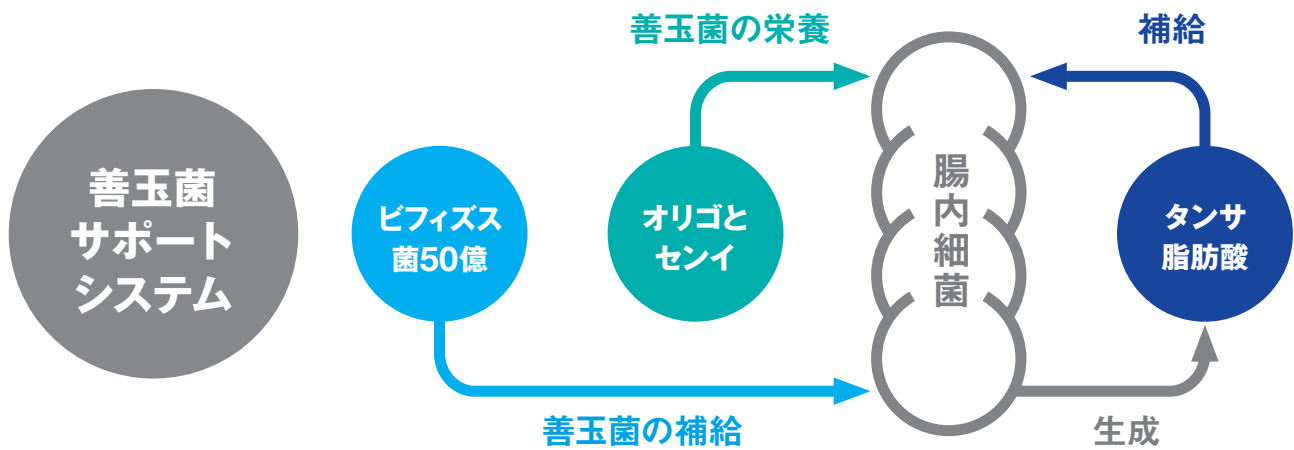 善玉菌の栄養
補給
善玉菌
サポート
システム
ビフィズス
菌50億
オリゴと
センイ
腸内細菌
タンサ
脂肪酸
善玉菌の補給
生成